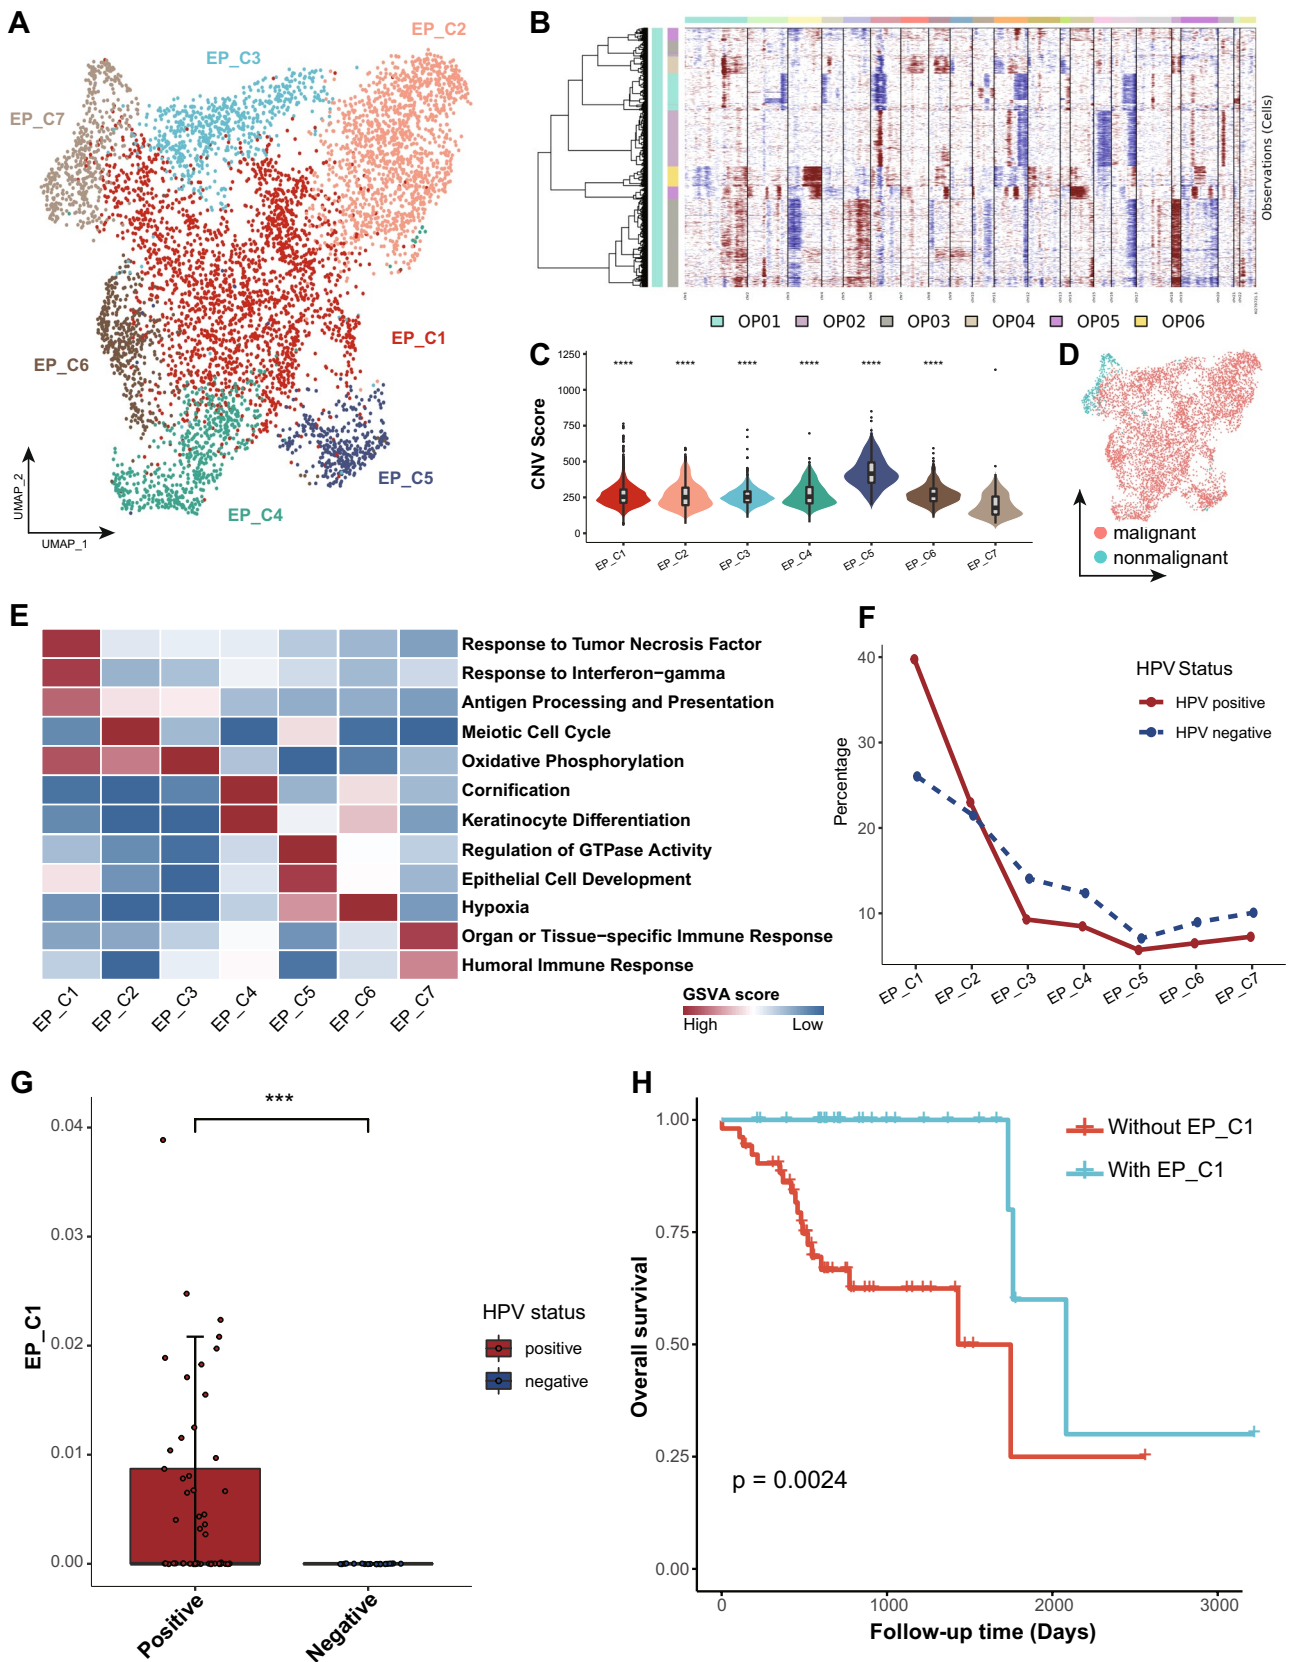 A
EP_C2
EP_C3
EP_C7
EP_C1
EP_C6
EP_C5
EP_C4
UMAP_2
UMAP_1
B
Observations (Cells)
OP01 OP02 OP03 OP04 OP05 OP06
C
CNV Score
1250
1000
750
500
250
0
**** **** **** **** **** ****
EP_C1 EP_C2 EP_C3 EP_C4 EP_C5 EP_C6 EP_C7
D
malignant
nonmalignant
E
Response to Tumor Necrosis Factor
Response to Interferon−gamma
Antigen Processing and Presentation
Meiotic Cell Cycle
Oxidative Phosphorylation
Cornification
Keratinocyte Differentiation
Regulation of GTPase Activity
Epithelial Cell Development
Hypoxia
Organ or Tissue−specific Immune Response
Humoral Immune Response
EP_C1 EP_C2 EP_C3 EP_C4 EP_C5 EP_C6 EP_C7
GSVA score
High Low
F
Percentage
40
30
20
10
HPV Status
HPV positive
HPV negative
EP_C1 EP_C2 EP_C3 EP_C4 EP_C5 EP_C6 EP_C7
G
***
EP_C1
0.04
0.03
0.02
0.01
0.00
HPV status
positive
negative
Positive Negative
H
Overall survival
1.00
0.75
0.50
0.25
0.00
Without EP_C1
With EP_C1
p = 0.0024
0 1000 2000 3000
Follow-up time (Days)